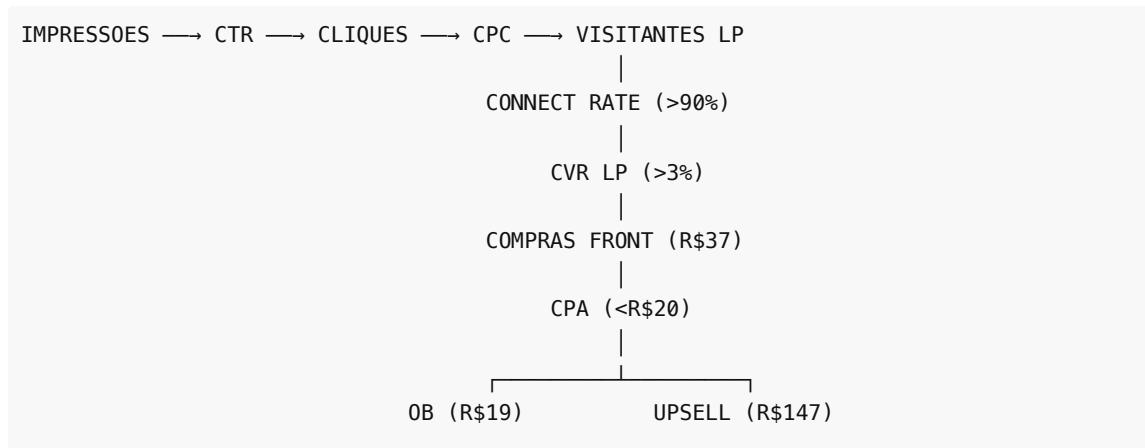 IMPRESSOES ──→ CTR ──→ CLIQUES ──→ CPC ──→ VISITANTES LP
CONNECT RATE (>90%)
CVR LP (>3%)
COMPRAS FRONT (R$37)
CPA (<R$20)
OB (R$19) UPSELL (R$147)